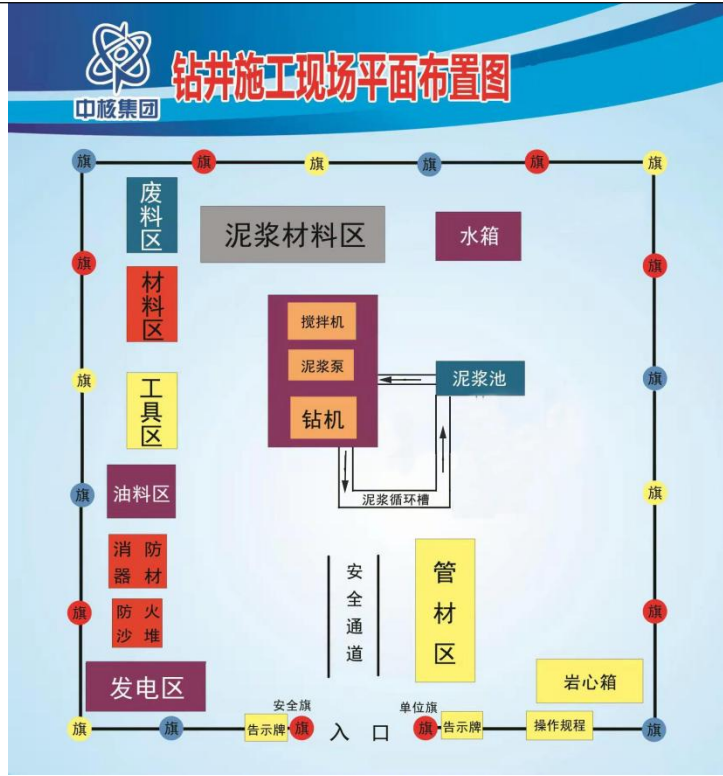 中核集团
钻井施工现场平面布置图
旗 旗 旗 旗 旗 旗
废料区
泥浆材料区
水箱
旗
旗
材料区
搅拌机
泥浆泵
泥浆池
旗
旗
工具区
钻机
油料区
旗
旗
泥浆循环槽
消防
器材
安全通道
管材区
防火
沙堆
旗
旗
发电区
岩心箱
安全旗
单位旗
旗 旗 告示牌 旗 入口 旗 告示牌 操作规程 旗